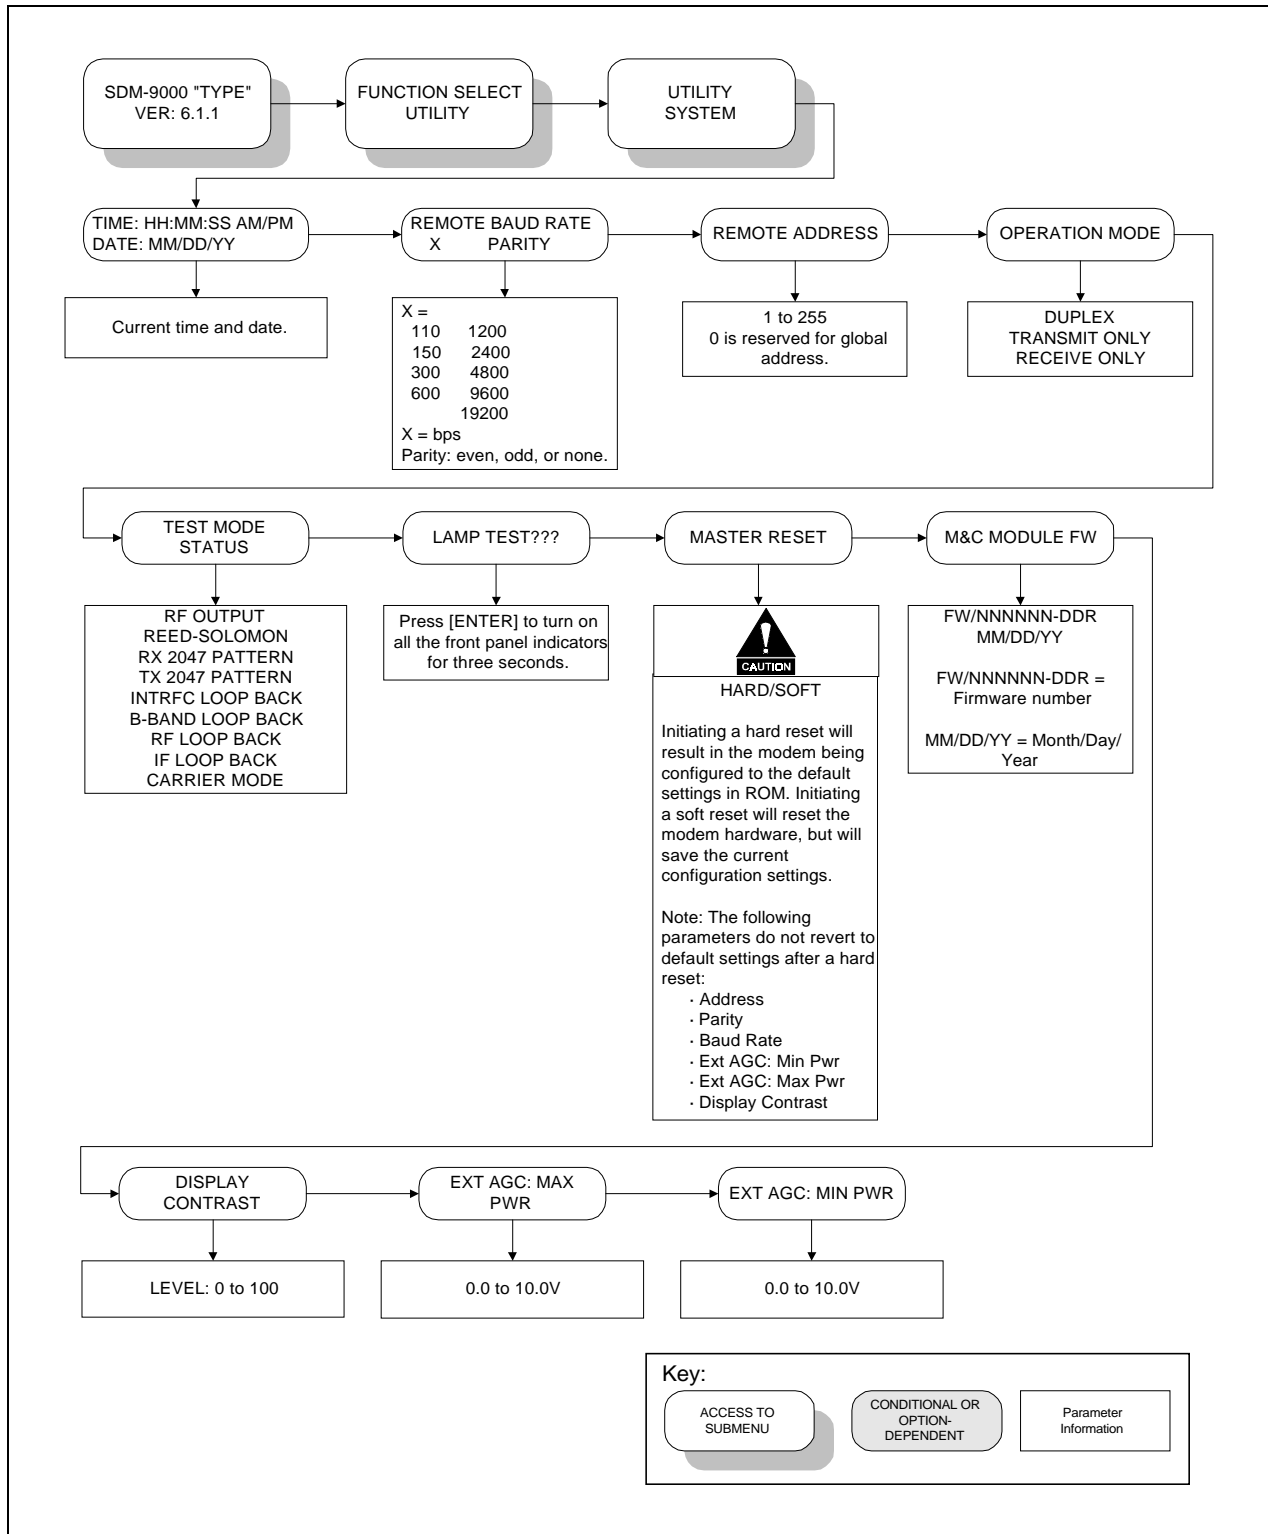 SDM-9000 "TYPE"
VER: 6.1.1
FUNCTION SELECT
UTILITY
UTILITY
SYSTEM
TIME: HH:MM:SS AM/PM
DATE: MM/DD/YY
REMOTE BAUD RATE
X PARITY
REMOTE ADDRESS
OPERATION MODE
Current time and date.
X =
110 1200
150 2400
300 4800
600 9600
19200
X = bps
Parity: even, odd, or none.
1 to 255
0 is reserved for global
address.
DUPLEX
TRANSMIT ONLY
RECEIVE ONLY
TEST MODE
STATUS
LAMP TEST???
MASTER RESET
M&C MODULE FW
RF OUTPUT
REED-SOLOMON
RX 2047 PATTERN
TX 2047 PATTERN
INTRFC LOOP BACK
B-BAND LOOP BACK
RF LOOP BACK
IF LOOP BACK
CARRIER MODE
Press [ENTER] to turn on
all the front panel indicators
for three seconds.
CAUTION
HARD/SOFT
Initiating a hard reset will
result in the modem being
configured to the default
settings in ROM. Initiating
a soft reset will reset the
modem hardware, but will
save the current
configuration settings.
Note: The following
parameters do not revert to
default settings after a hard
reset:
· Address
· Parity
· Baud Rate
· Ext AGC: Min Pwr
· Ext AGC: Max Pwr
· Display Contrast
FW/NNNNNN-DDR
MM/DD/YY
FW/NNNNNN-DDR =
Firmware number
MM/DD/YY = Month/Day/
Year
DISPLAY
CONTRAST
EXT AGC: MAX
PWR
EXT AGC: MIN PWR
LEVEL: 0 to 100
0.0 to 10.0V
0.0 to 10.0V
Key:
ACCESS TO
SUBMENU
CONDITIONAL OR
OPTION-
DEPENDENT
Parameter
Information